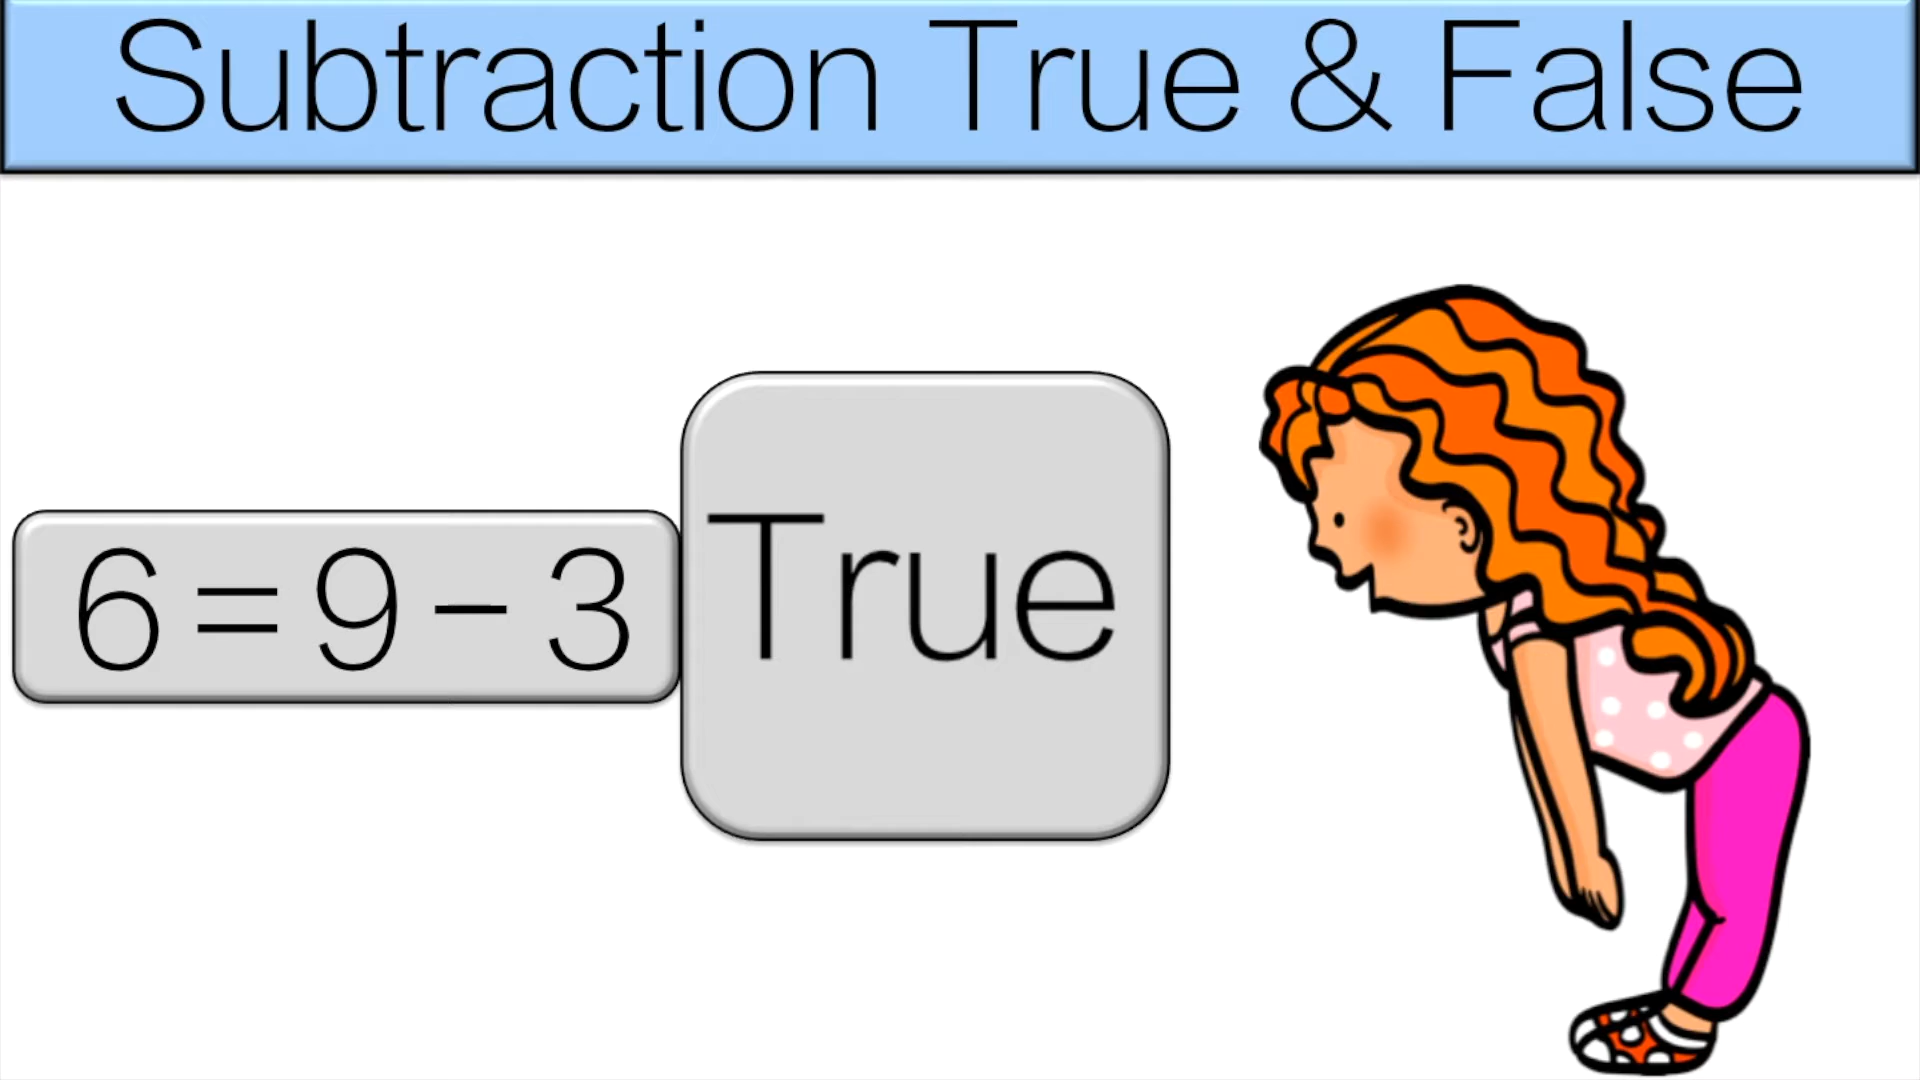 Subtraction True & False
6 = 9 - 3
True